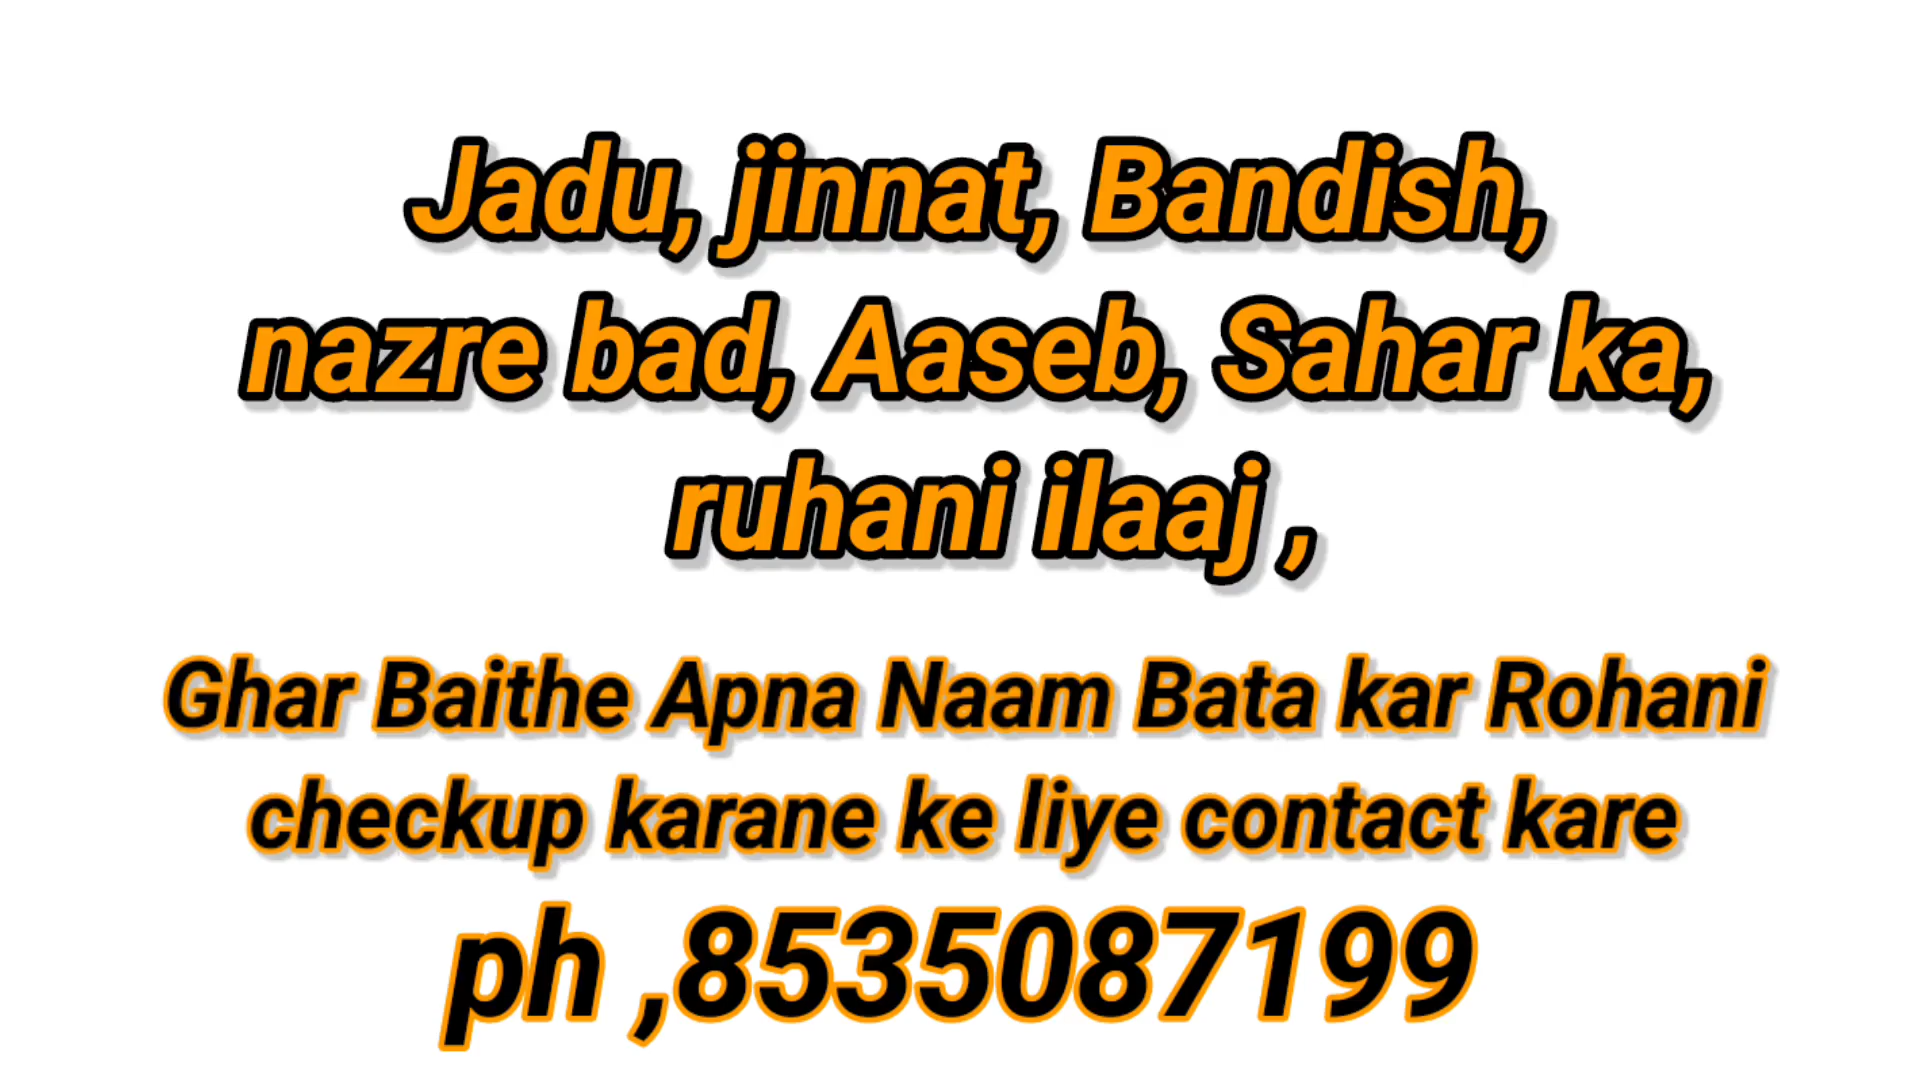 Jadu, jinnat, Bandish,
nazre bad, Aaseb, Sahar ka,
ruhani ilaaj ,
Ghar Baithe Apna Naam Bata kar Rohani
checkup karane ke liye contact kare
ph ,8535087199